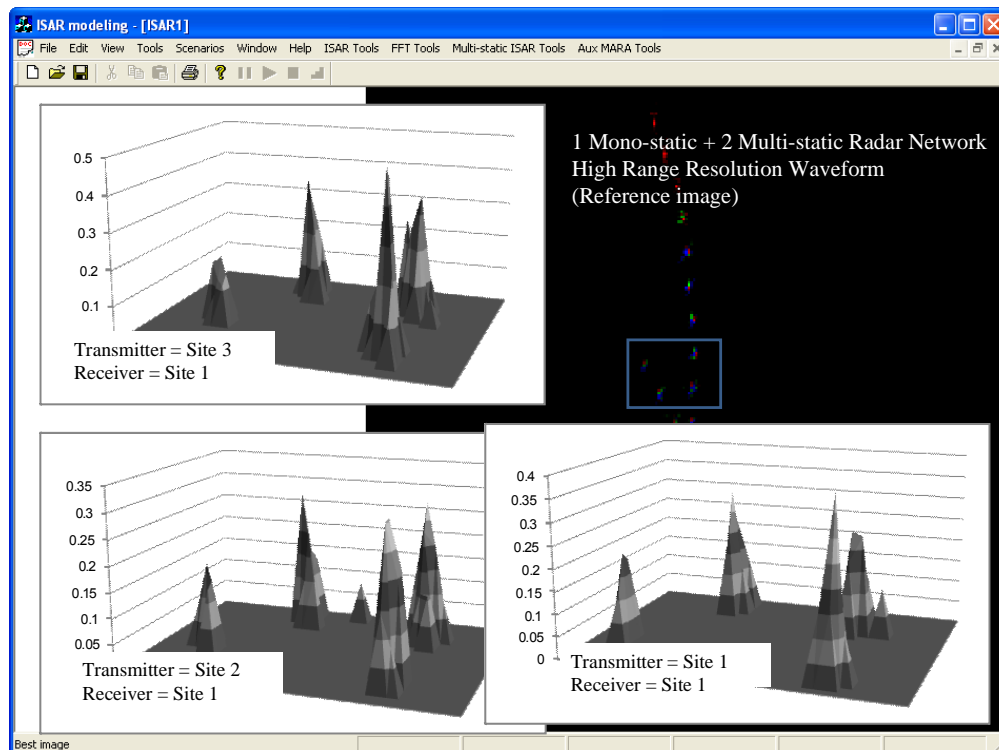 ISAR modeling - [ISAR1]
DOC File Edit View Tools Scenarios Window Help ISAR Tools FFT Tools Multi-static ISAR Tools Aux MARA Tools
1 Mono-static + 2 Multi-static Radar Network
High Range Resolution Waveform
(Reference image)
0.5
0.4
0.3
0.2
0.1
Transmitter = Site 3
Receiver = Site 1
0.35
0.3
0.25
0.2
0.15
0.1
0.05
Transmitter = Site 2
Receiver = Site 1
0.4
0.35
0.3
0.25
0.2
0.15
0.1
0.05
0
Transmitter = Site 1
Receiver = Site 1
Best image